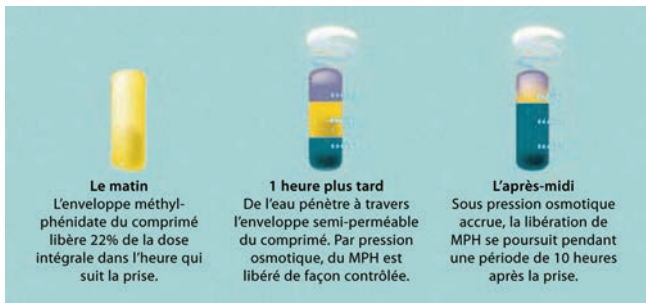 Le matin
L'enveloppe méthyl-
phénidate du comprimé
libère 22% de la dose
intégrale dans l'heure qui
suit la prise.
1 heure plus tard
De l'eau pénètre à travers
l'enveloppe semi-perméable
du comprimé. Par pression
osmotique, du MPH est
libéré de façon contrôlée.
L'après-midi
Sous pression osmotique
accrue, la libération de
MPH se poursuit pendant
une période de 10 heures
après la prise.